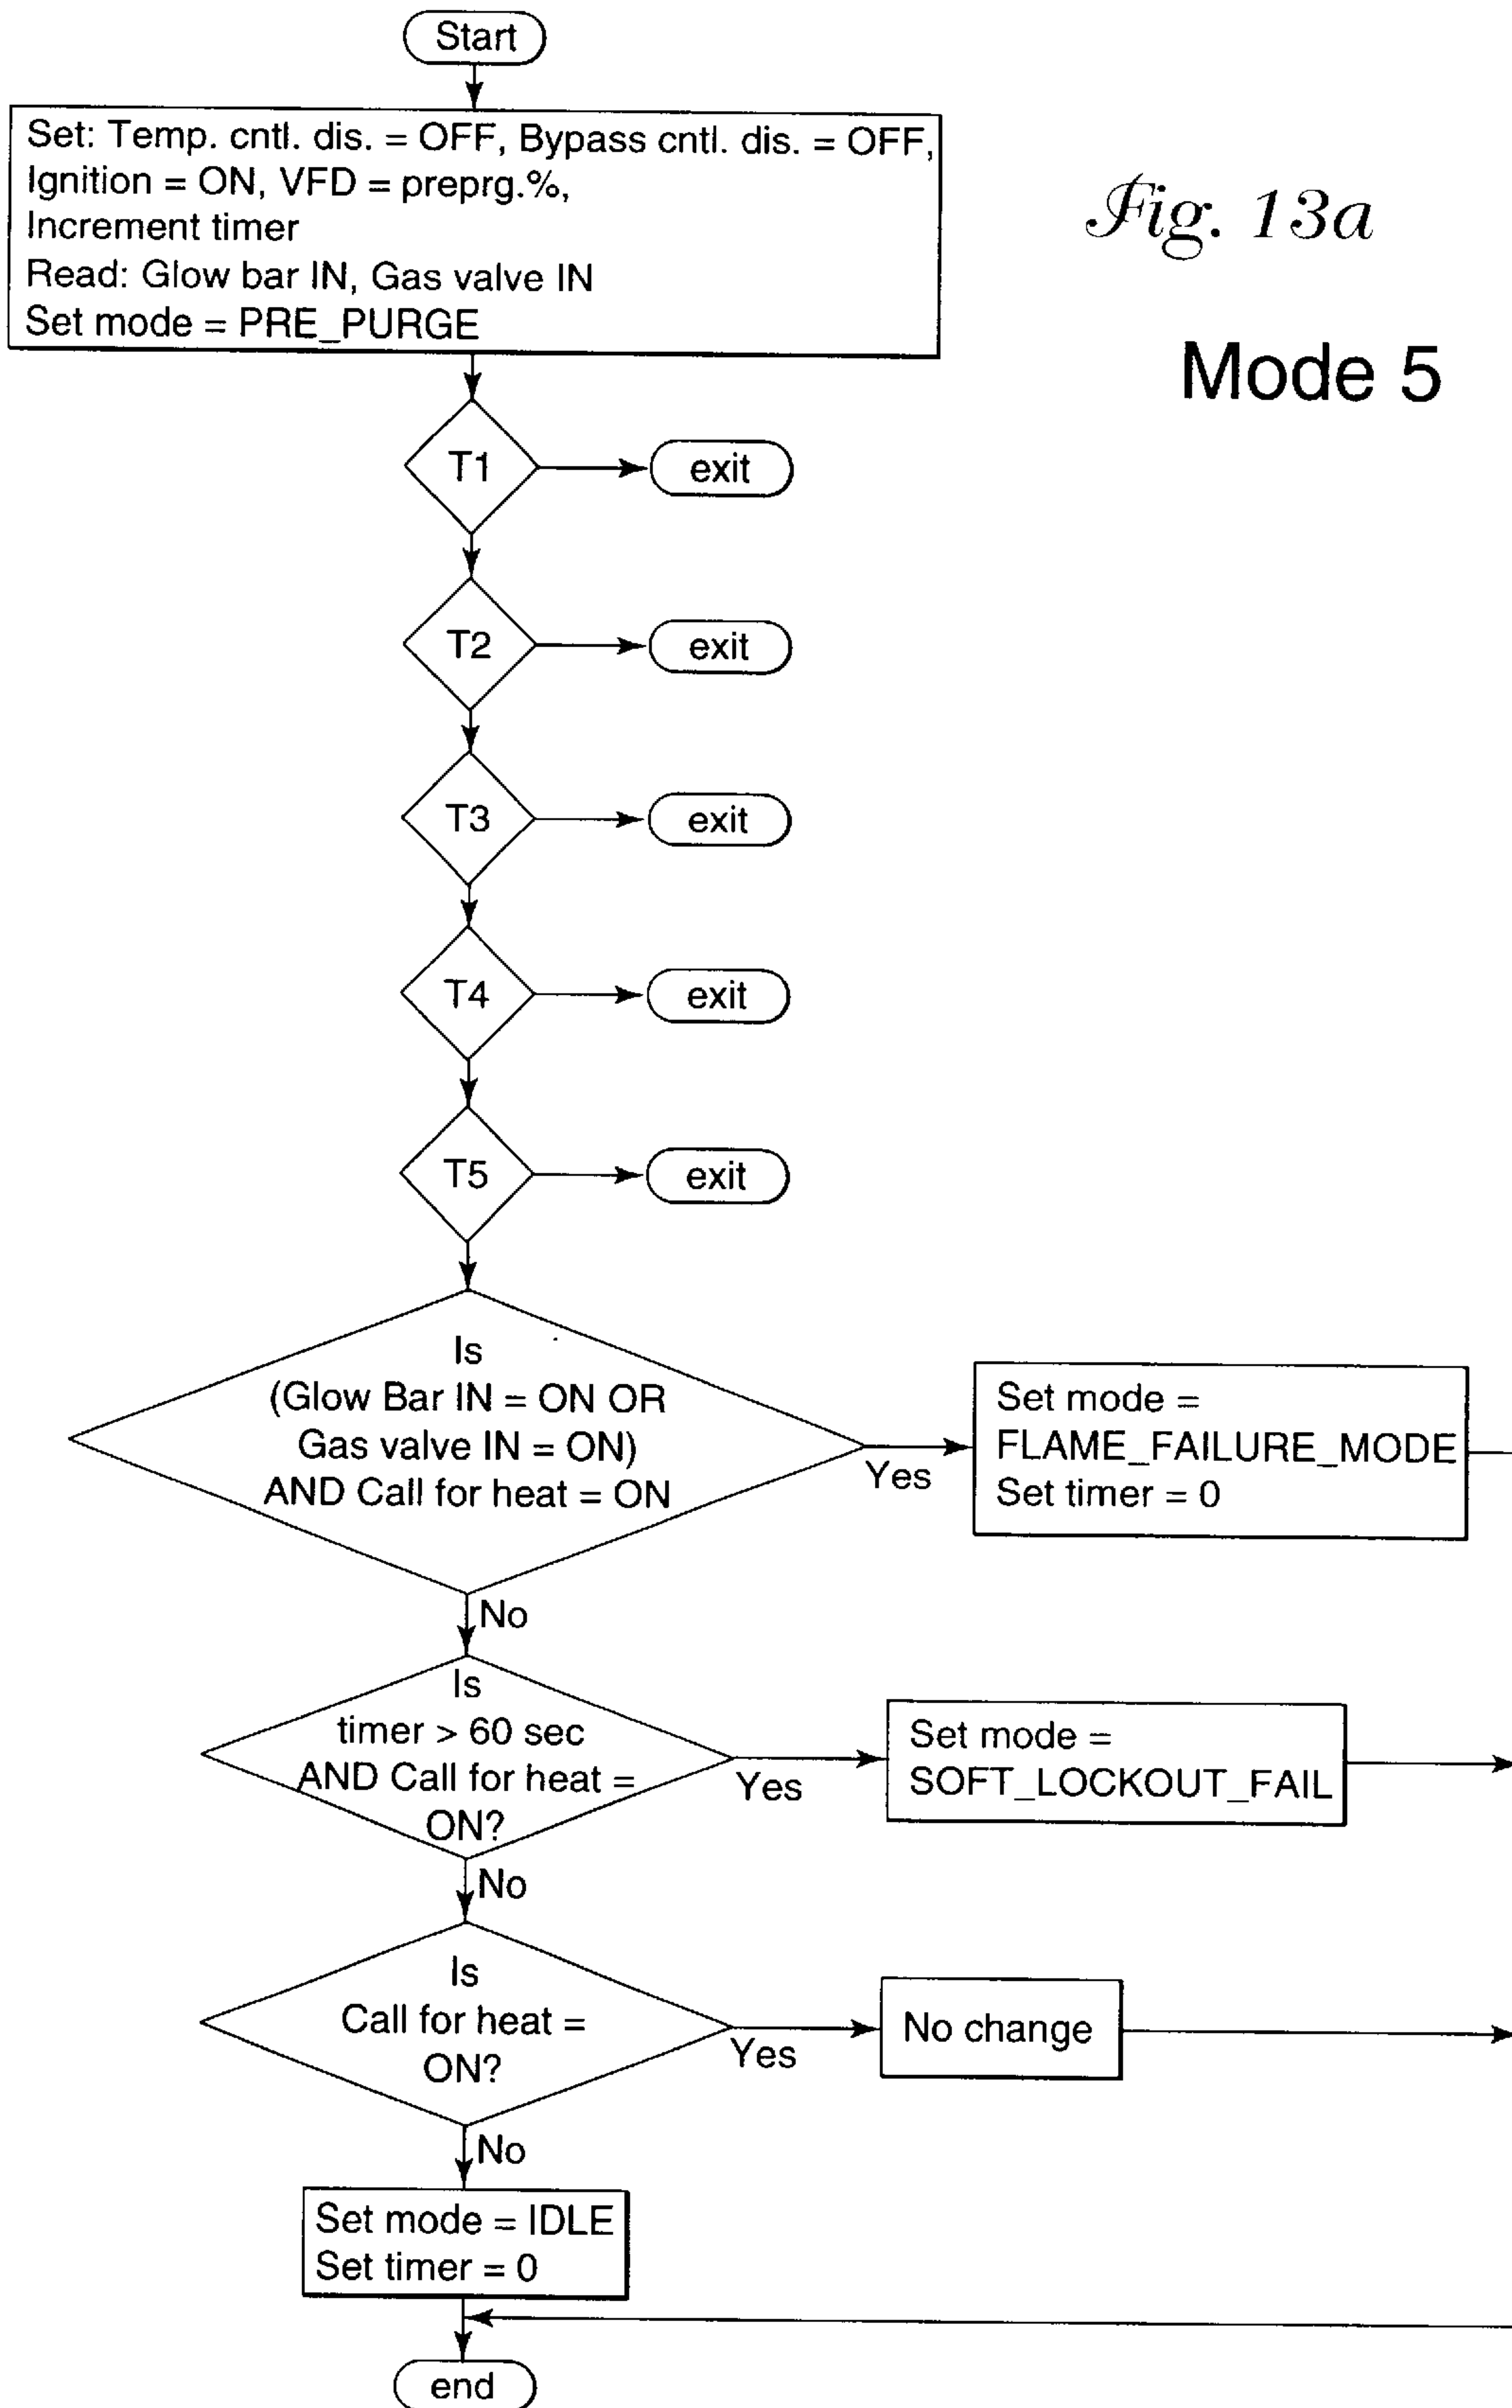 Start
Set: Temp. cntl. dis. = OFF, Bypass cntl. dis. = OFF,
Ignition = ON, VFD = preprg.%,
Increment timer
Read: Glow bar IN, Gas valve IN
Set mode = PRE_PURGE
Fig. 13a
Mode 5
T1
exit
T2
exit
T3
exit
T4
exit
T5
exit
Is
(Glow Bar IN = ON OR
Gas valve IN = ON)
AND Call for heat = ON
Yes
Set mode =
FLAME_FAILURE_MODE
Set timer = 0
No
Is
timer > 60 sec
AND Call for heat =
ON?
Yes
Set mode =
SOFT_LOCKOUT_FAIL
No
Is
Call for heat =
ON?
Yes
No change
No
Set mode = IDLE
Set timer = 0
end